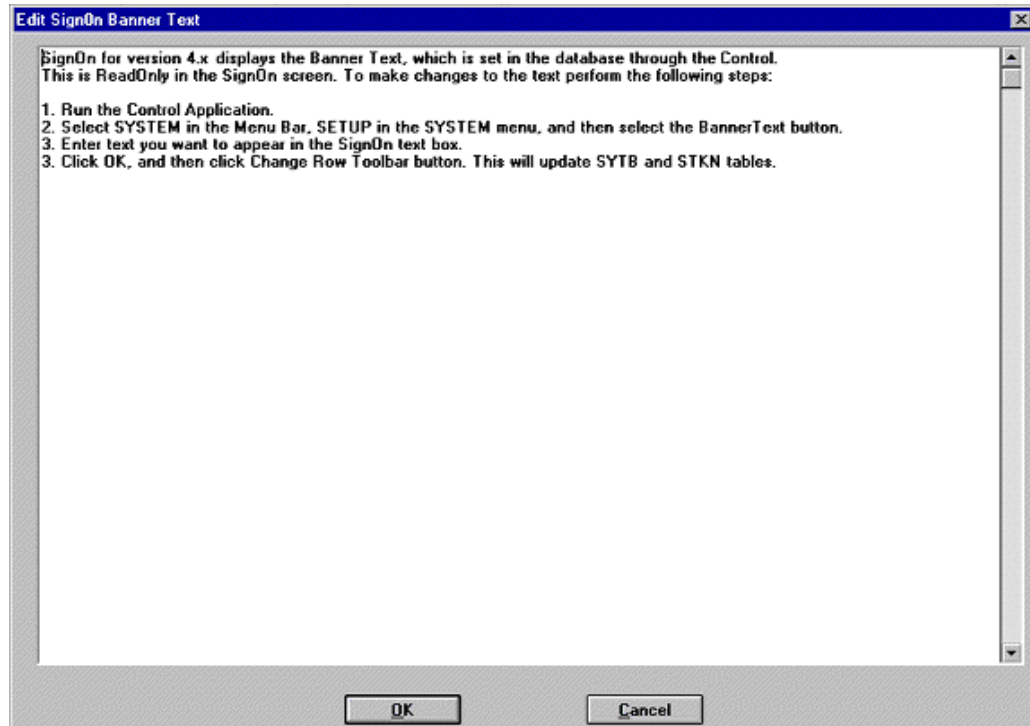 Edit SignOn Banner Text
SignOn for version 4.x displays the Banner Text, which is set in the database through the Control.
This is ReadOnly in the SignOn screen. To make changes to the text perform the following steps:
1. Run the Control Application.
2. Select SYSTEM in the Menu Bar, SETUP in the SYSTEM menu, and then select the BannerText button.
3. Enter text you want to appear in the SignOn text box.
3. Click OK, and then click Change Row Toolbar button. This will update SYTB and STKN tables.
OK
Cancel